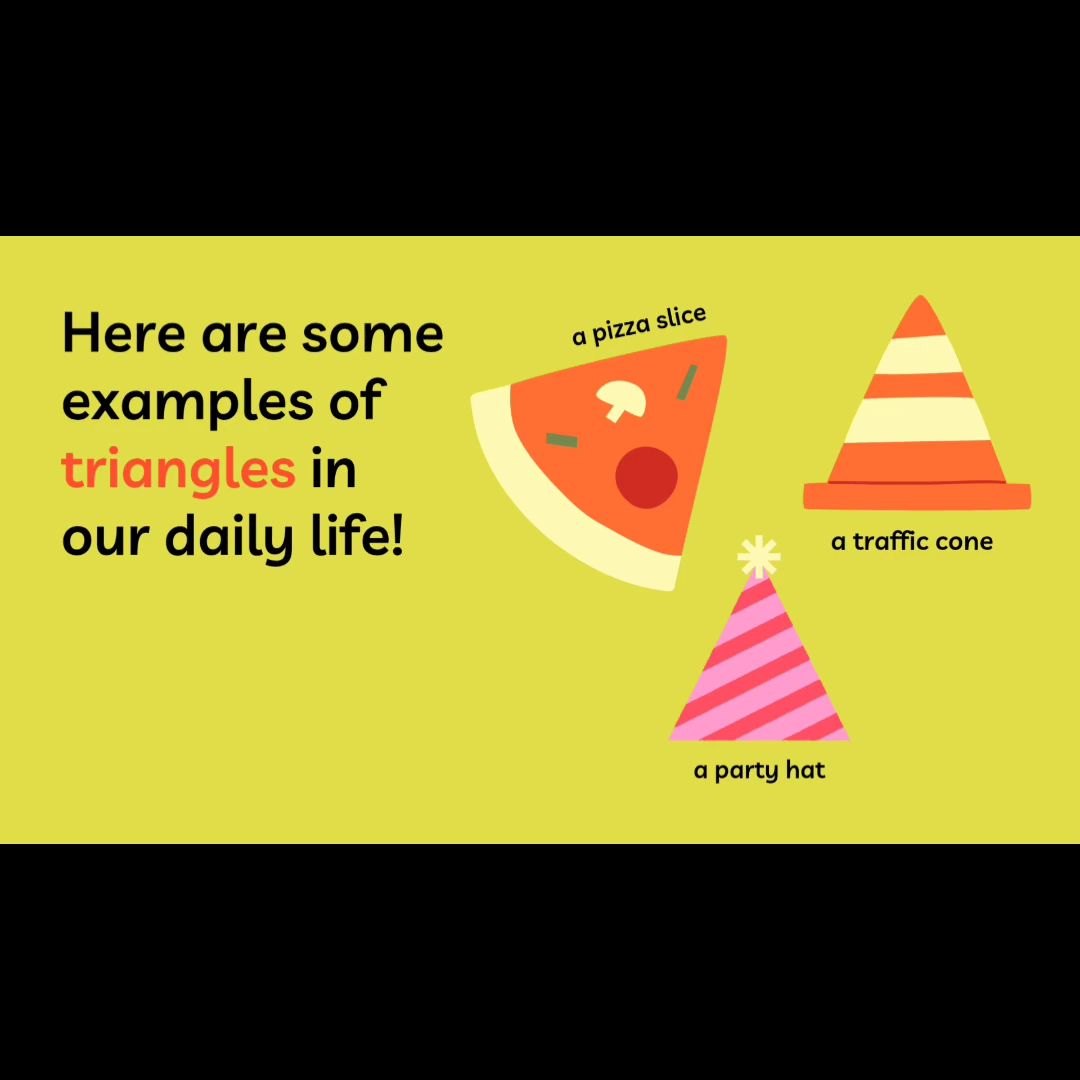 Here are some
examples of
triangles in
our daily life!
a pizza slice
a traffic cone
a party hat